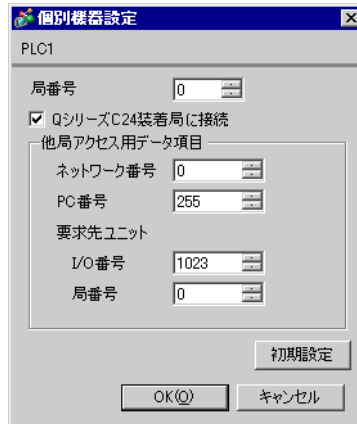 個別機器設定
PLC1
局番号 0
QシリーズC24装着局に接続
他局アクセス用データ項目
ネットワーク番号 0
PC番号 255
要求先ユニット
I/O番号 1023
局番号 0
初期設定
OK(O) キャンセル